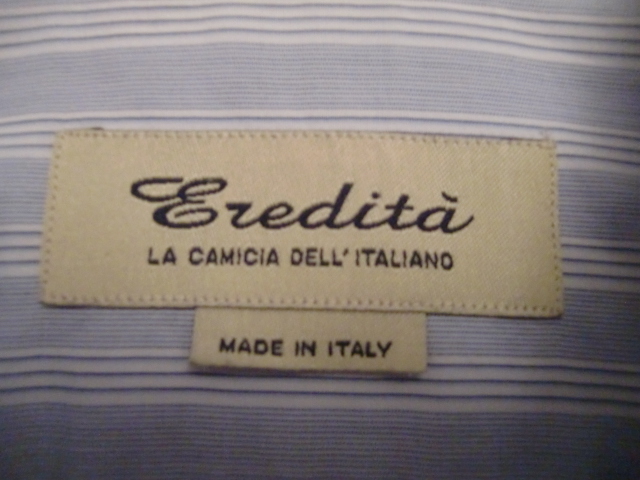 Eredità
LA CAMICIA DELL'ITALIANO
MADE IN ITALY